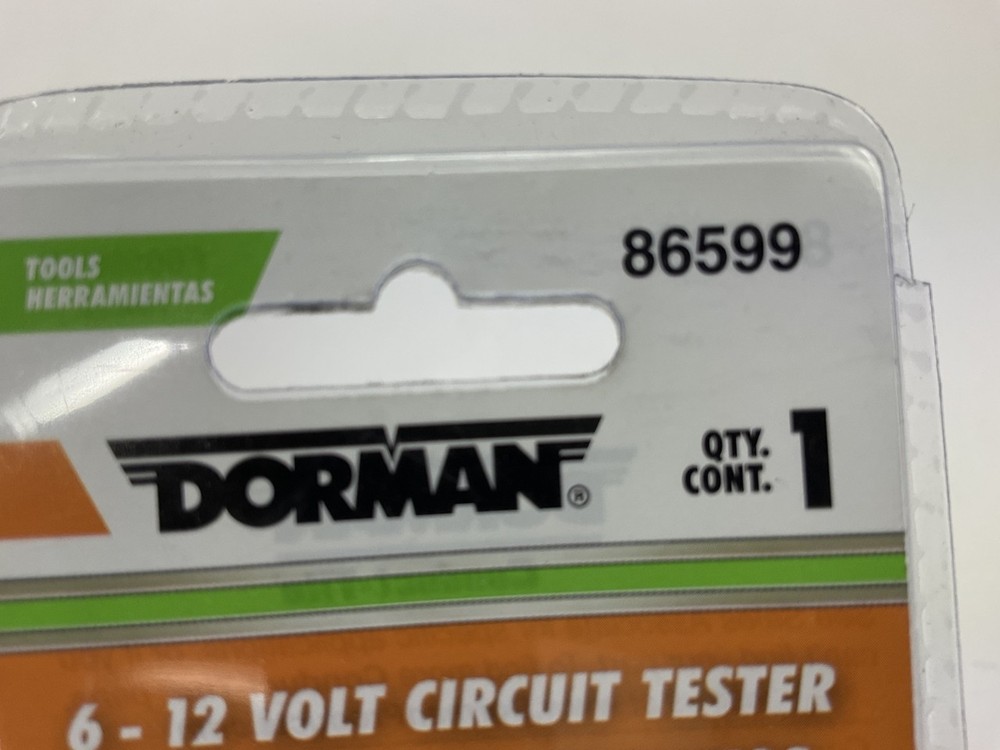 86599
TOOLS
HERRAMIENTAS
DORMAN®
QTY.
CONT. 1
6 - 12 VOLT CIRCUIT TESTER